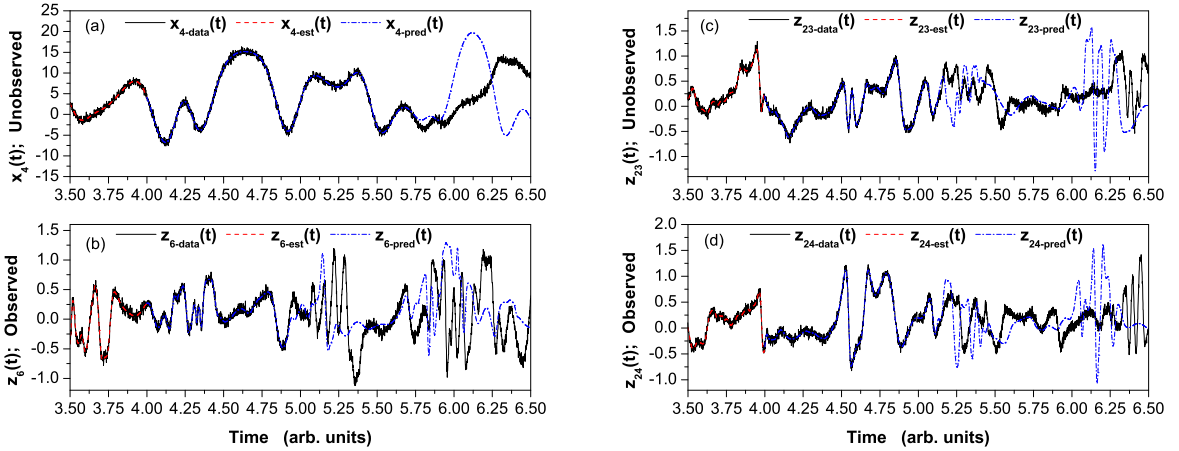 (a) x4-data(t) x4-est(t) x4-pred(t)
x4(t); Unobserved
25
20
15
10
5
0
-5
-10
-15
3.50 3.75 4.00 4.25 4.50 4.75 5.00 5.25 5.50 5.75 6.00 6.25 6.50
(b) z6-data(t) z6-est(t) z6-pred(t)
z6(t); Observed
1.5
1.0
0.5
0.0
-0.5
-1.0
3.50 3.75 4.00 4.25 4.50 4.75 5.00 5.25 5.50 5.75 6.00 6.25 6.50
Time (arb. units)
(c) z23-data(t) z23-est(t) z23-pred(t)
z23(t); Unobserved
1.5
1.0
0.5
0.0
-0.5
-1.0
3.50 3.75 4.00 4.25 4.50 4.75 5.00 5.25 5.50 5.75 6.00 6.25 6.50
(d) z24-data(t) z24-est(t) z24-pred(t)
z24(t); Observed
2.0
1.5
1.0
0.5
0.0
-0.5
-1.0
3.50 3.75 4.00 4.25 4.50 4.75 5.00 5.25 5.50 5.75 6.00 6.25 6.50
Time (arb. units)